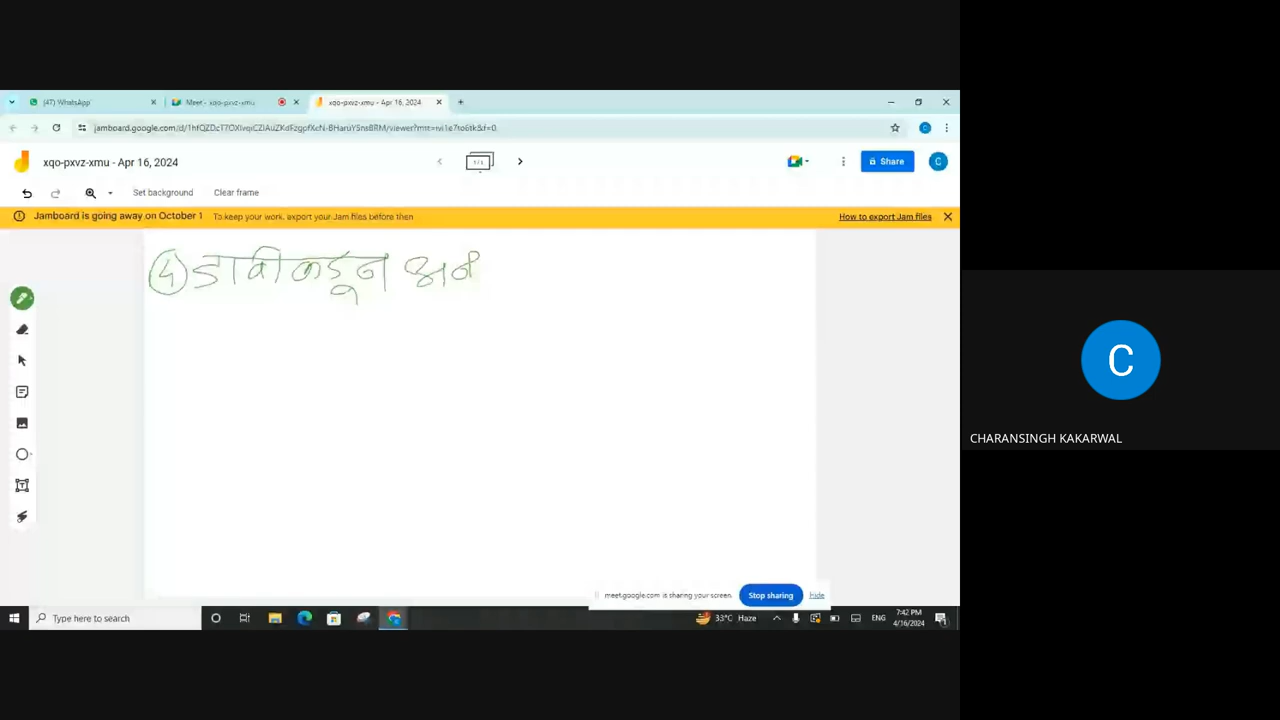 (47) WhatsApp
Meet - xqo-pxvz-xmu
xqo-pxvz-xmu - Apr 16, 2024
xqo-pxvz-xmu - Apr 16, 2024
1/1
Share
C
Set background
Clear frame
Jamboard is going away on October 1
To keep your work, export your Jam files before then
How to export Jam files
④ डावीकडून
C
CHARANSINGH KAKARWAL
meet.google.com is sharing your screen.
Stop sharing
hide
Type here to search
33°C Haze
ENG
7:42 PM
4/16/2024